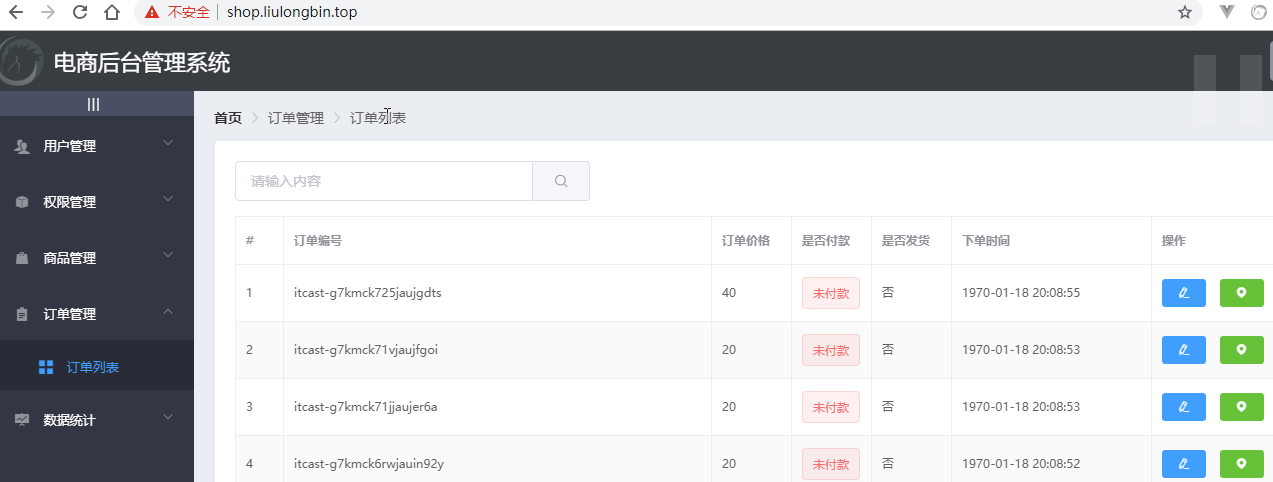 不安全 shop.liulongbin.top
电商后台管理系统
|||
首页 订单管理 订单列表
用户管理
权限管理
商品管理
订单管理
订单列表
数据统计
请输入内容
# 订单编号 订单价格 是否付款 是否发货 下单时间 操作
1 itcast-g7kmck725jaujgdts 40 未付款 否 1970-01-18 20:08:55
2 itcast-g7kmck71vjaujfgoi 20 未付款 否 1970-01-18 20:08:53
3 itcast-g7kmck71jjaujer6a 20 未付款 否 1970-01-18 20:08:53
4 itcast-g7kmck6rwjauin92y 20 未付款 否 1970-01-18 20:08:52